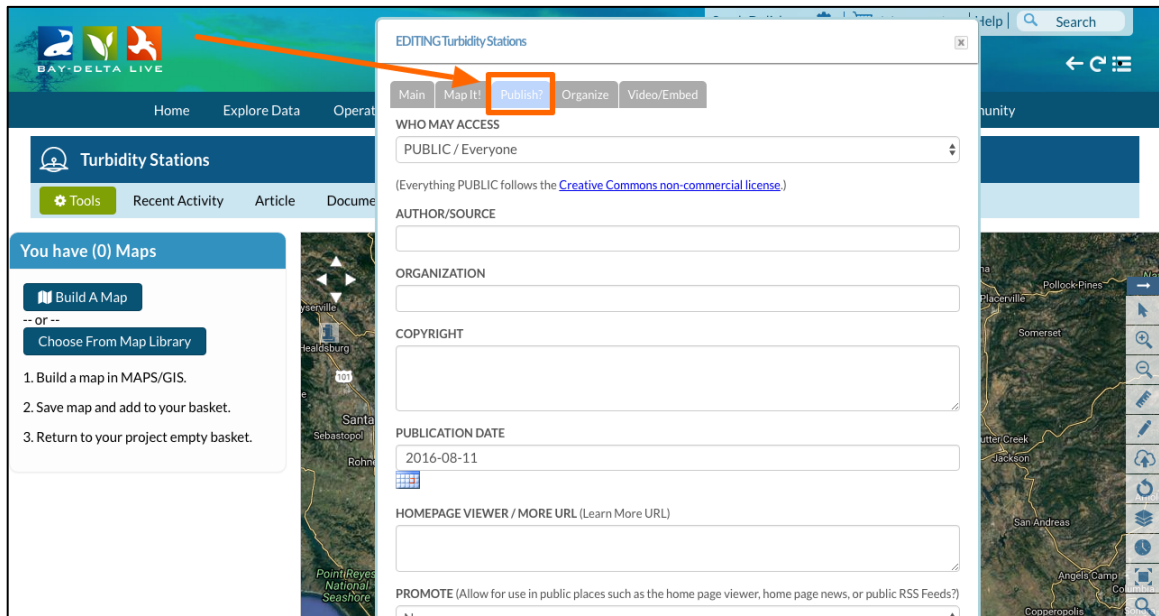 Help
Search
BAY-DELTA LIVE
Home Explore Data Operat
nunity
Turbidity Stations
Tools Recent Activity Article Docume
You have (0) Maps
Build A Map
-- or --
Choose From Map Library
1. Build a map in MAPS/GIS.
2. Save map and add to your basket.
3. Return to your project empty basket.
EDITING Turbidity Stations
Main Map It! Publish? Organize Video/Embed
WHO MAY ACCESS
PUBLIC / Everyone
(Everything PUBLIC follows the Creative Commons non-commercial license.)
AUTHOR/SOURCE
ORGANIZATION
COPYRIGHT
PUBLICATION DATE
2016-08-11
HOMEPAGE VIEWER / MORE URL (Learn More URL)
PROMOTE (Allow for use in public places such as the home page viewer, home page news, or public RSS Feeds?)
yserville
Healdsburg
101
Santa
Sebastopol
Rohne
Point Reyes
National
Seashore
Pollock-Pines
Placerville
Somerset
utter Creek
Jackson
San Andreas
Angels Camp
Copperopolis